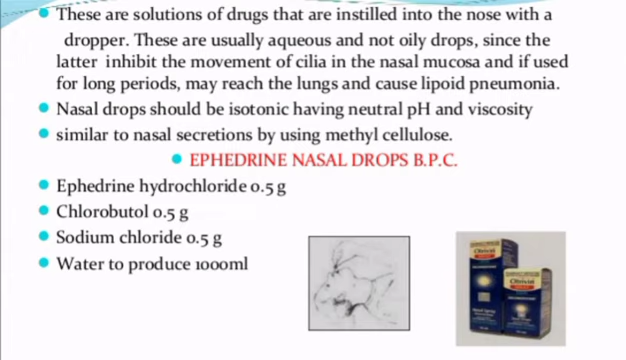 These are solutions of drugs that are instilled into the nose with a
dropper. These are usually aqueous and not oily drops, since the
latter inhibit the movement of cilia in the nasal mucosa and if used
for long periods, may reach the lungs and cause lipoid pneumonia.
Nasal drops should be isotonic having neutral pH and viscosity
similar to nasal secretions by using methyl cellulose.
EPHEDRINE NASAL DROPS B.P.C.
Ephedrine hydrochloride 0.5 g
Chlorobutol 0.5 g
Sodium chloride 0.5 g
Water to produce 1000ml
Otrivin
Otrivin